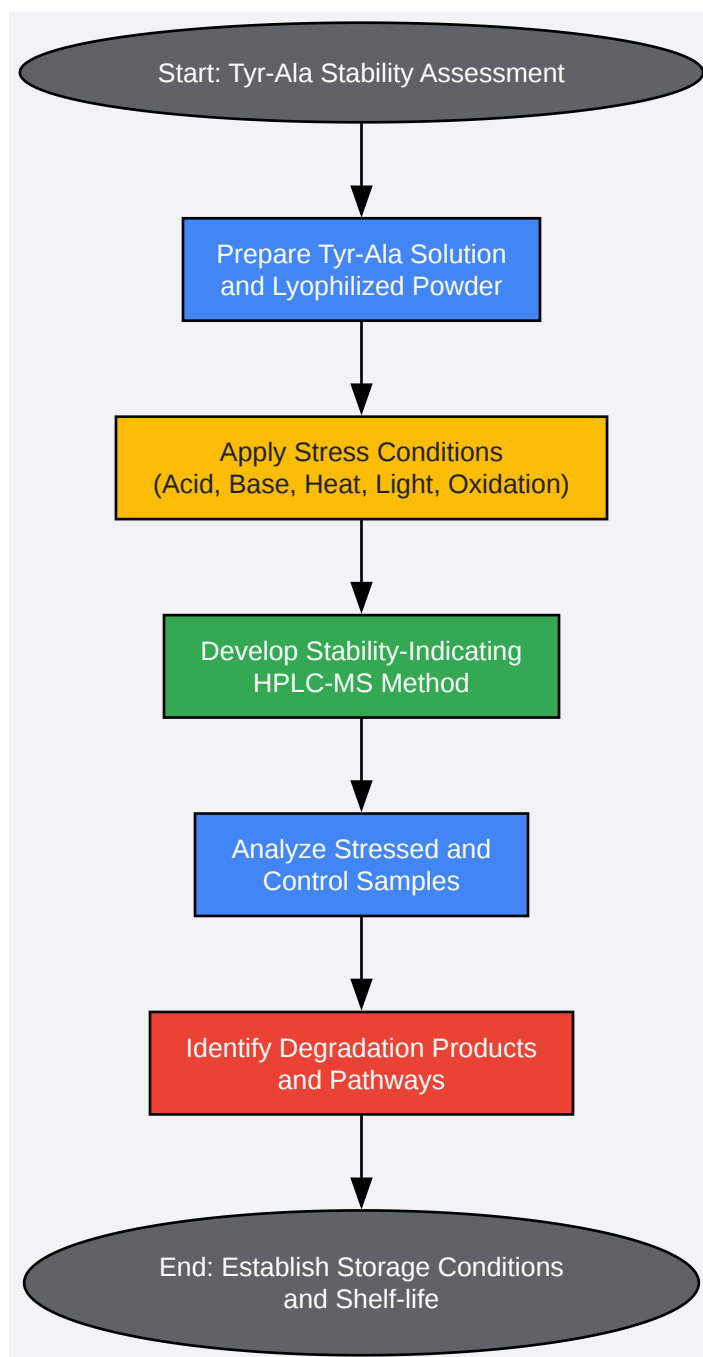 Start: Tyr-Ala Stability Assessment
Prepare Tyr-Ala Solution
and Lyophilized Powder
Apply Stress Conditions
(Acid, Base, Heat, Light, Oxidation)
Develop Stability-Indicating
HPLC-MS Method
Analyze Stressed and
Control Samples
Identify Degradation Products
and Pathways
End: Establish Storage Conditions
and Shelf-life